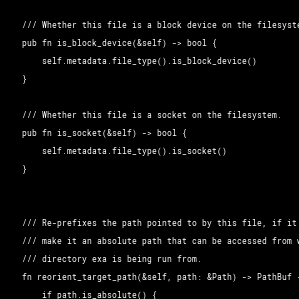 /// Whether this file is a block device on the filesyste
pub fn is_block_device(&self) -> bool {
    self.metadata.file_type().is_block_device()
}

/// Whether this file is a socket on the filesystem.
pub fn is_socket(&self) -> bool {
    self.metadata.file_type().is_socket()
}

/// Re-prefixes the path pointed to by this file, if it
/// make it an absolute path that can be accessed from w
/// directory exa is being run from.
fn reorient_target_path(&self, path: &Path) -> PathBuf
    if path.is_absolute() {